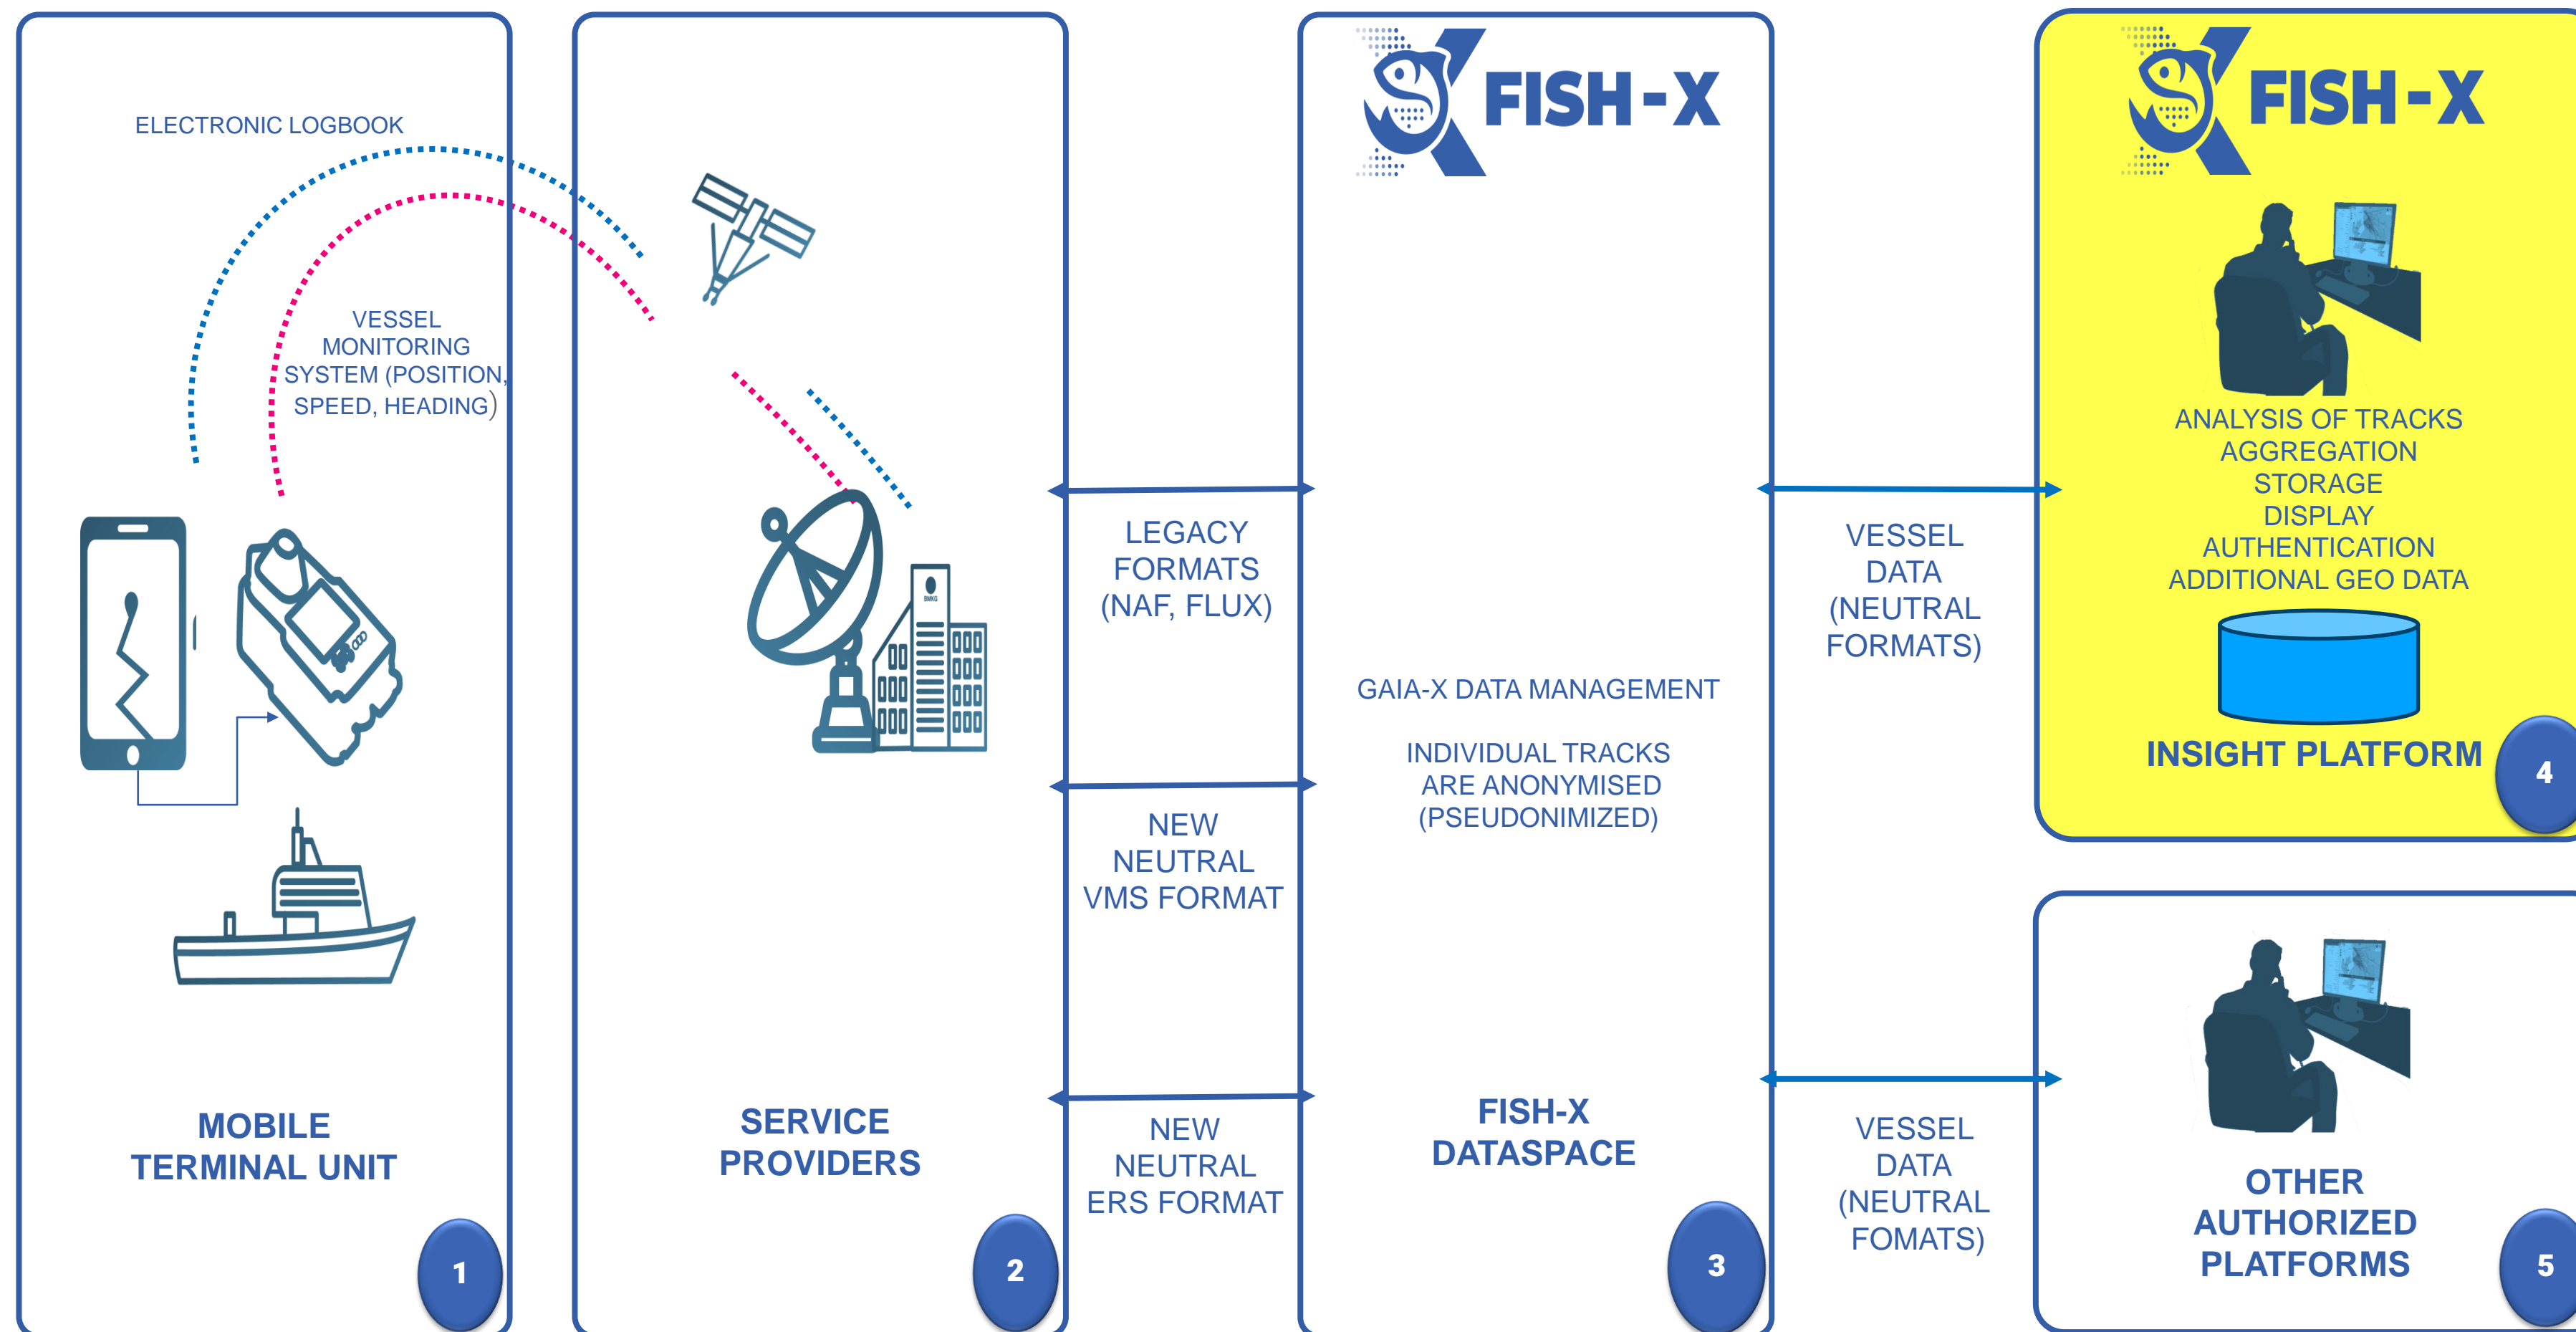 ELECTRONIC LOGBOOK
VESSEL
MONITORING
SYSTEM (POSITION,
SPEED, HEADING)
MOBILE
TERMINAL UNIT
1
BMKG
SERVICE
PROVIDERS
2
LEGACY
FORMATS
(NAF, FLUX)
NEW
NEUTRAL
VMS FORMAT
NEW
NEUTRAL
ERS FORMAT
FISH-X
GAIA-X DATA MANAGEMENT
INDIVIDUAL TRACKS
ARE ANONYMISED
(PSEUDONIMIZED)
FISH-X
DATASPACE
3
VESSEL
DATA
(NEUTRAL
FORMATS)
VESSEL
DATA
(NEUTRAL
FOMATS)
FISH-X
ANALYSIS OF TRACKS
AGGREGATION
STORAGE
DISPLAY
AUTHENTICATION
ADDITIONAL GEO DATA
INSIGHT PLATFORM
4
OTHER
AUTHORIZED
PLATFORMS
5